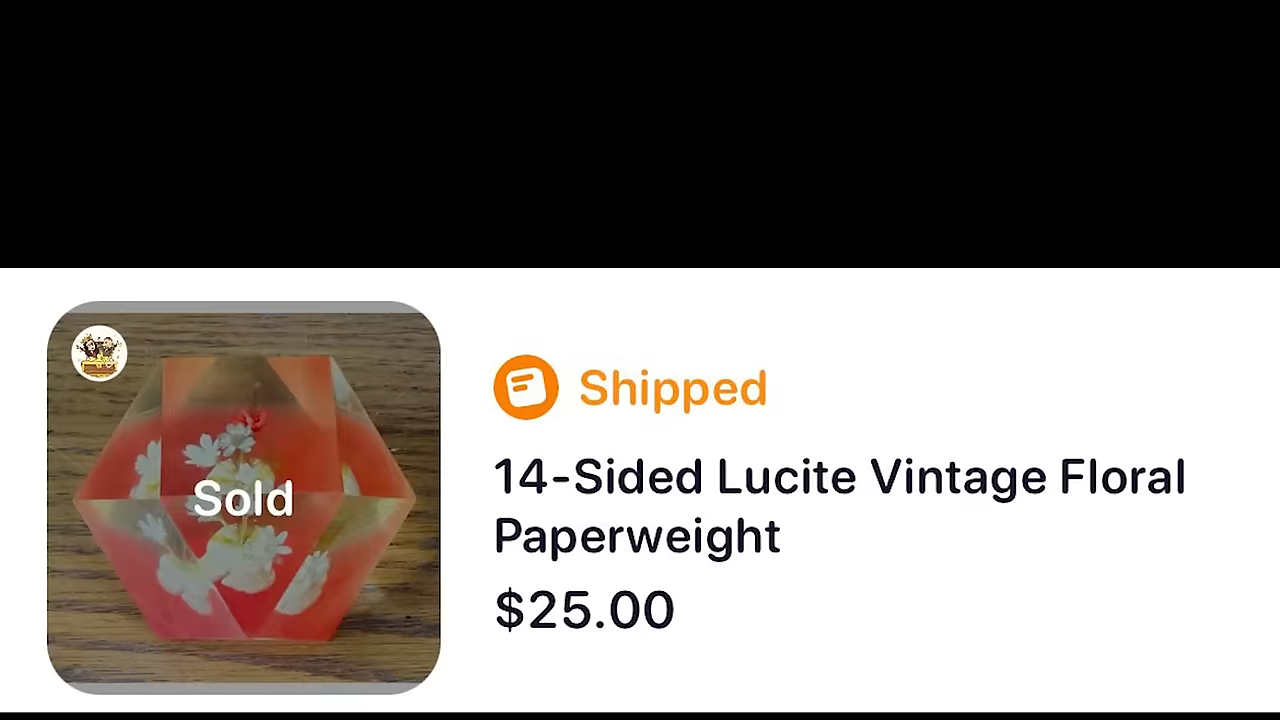 Sold
Shipped
14-Sided Lucite Vintage Floral
Paperweight
$25.00